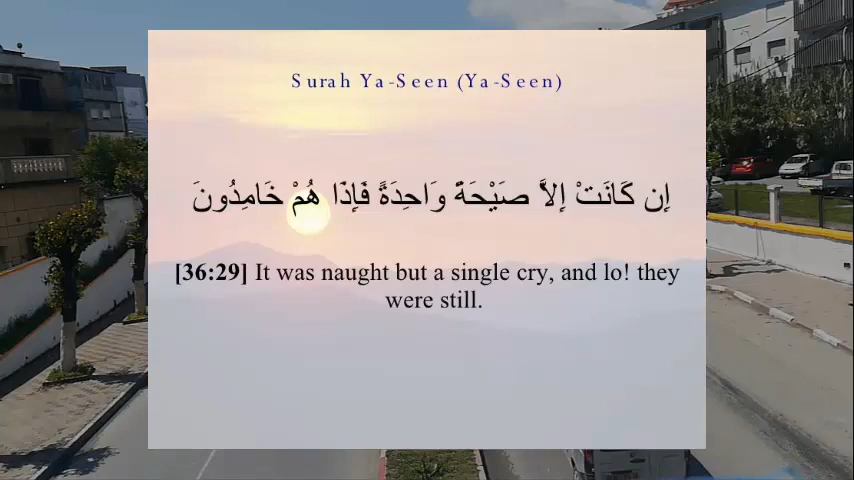 Surah Ya-Seen (Ya-Seen)
إِن كَانَتْ إِلاَّ صَيْحَةً وَاحِدَةً فَإِذَا هُمْ خَامِدُونَ
[36:29] It was naught but a single cry, and lo! they
were still.